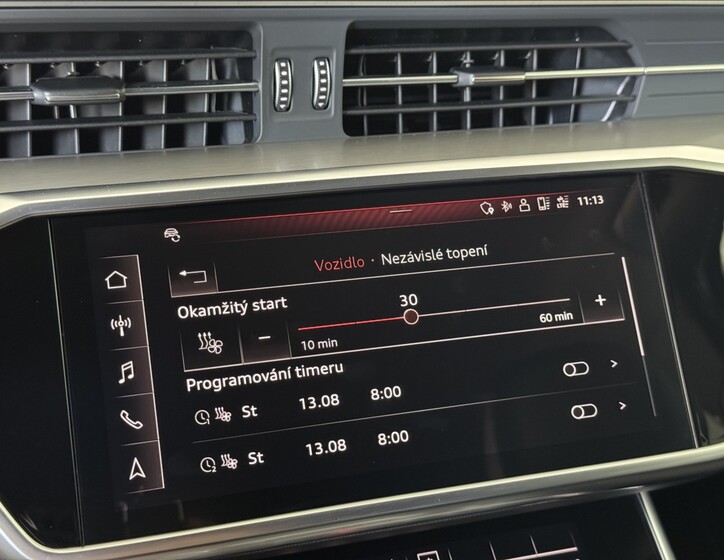 11:13
Vozidlo · Nezávislé topení
Okamžitý start
30
10 min
60 min
Programování timeru
St 13.08 8:00
St 13.08 8:00